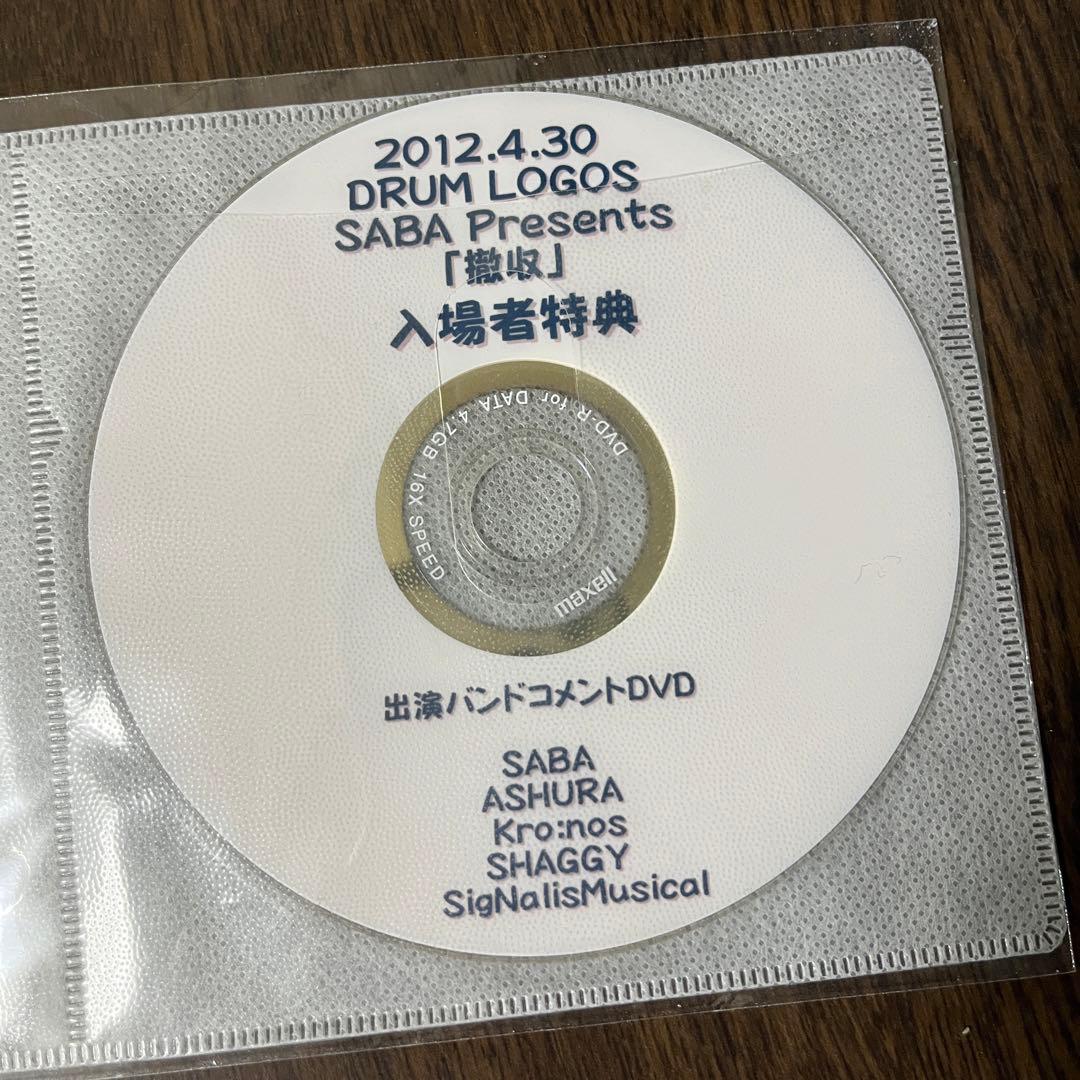 2012.4.30
DRUM LOGOS
SABA Presents
「撤収」
入場者特典
DVD-R for DATA 4.7GB 16X SPEED
maxell
出演バンドコメントDVD
SABA
ASHURA
Kro:nos
SHAGGY
SigNalisMusical